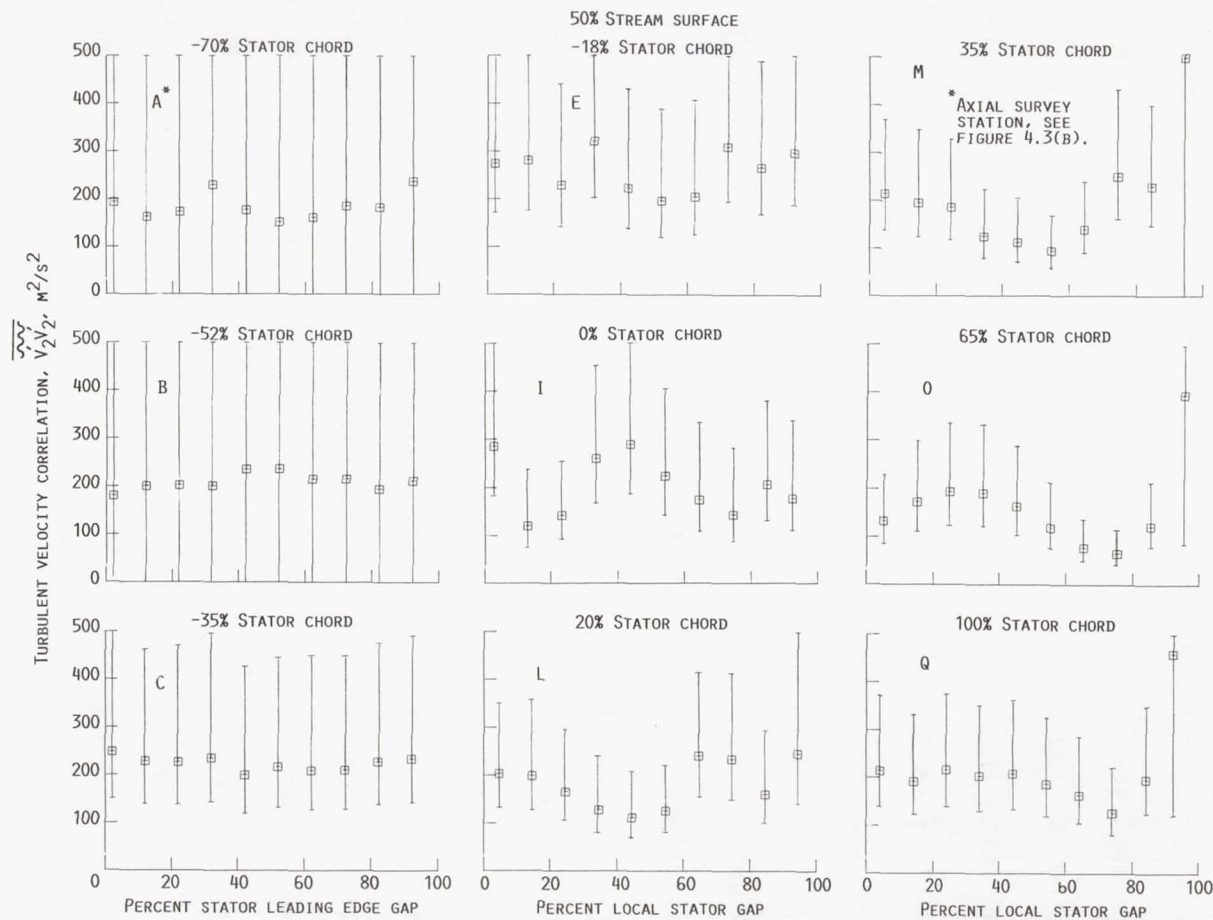 50% STREAM SURFACE
-70% STATOR CHORD
-18% STATOR CHORD
35% STATOR CHORD
500
400
300
200
100
0
A*
E
M
* AXIAL SURVEY
STATION, SEE
FIGURE 4.3(B).
TURBULENT VELOCITY CORRELATION, V2V2, M2/S2
-52% STATOR CHORD
0% STATOR CHORD
65% STATOR CHORD
500
400
300
200
100
0
B
I
O
-35% STATOR CHORD
20% STATOR CHORD
100% STATOR CHORD
500
400
300
200
100
0
C
L
Q
20 40 60 80 100
0 20 40 60 80 100
0 20 40 60 80 100
PERCENT STATOR LEADING EDGE GAP
PERCENT LOCAL STATOR GAP
PERCENT LOCAL STATOR GAP